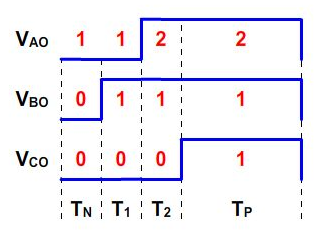 VAO 1 1 2 2
VBO 0 1 1 1
VCO 0 0 0 1
TN T1 T2 TP